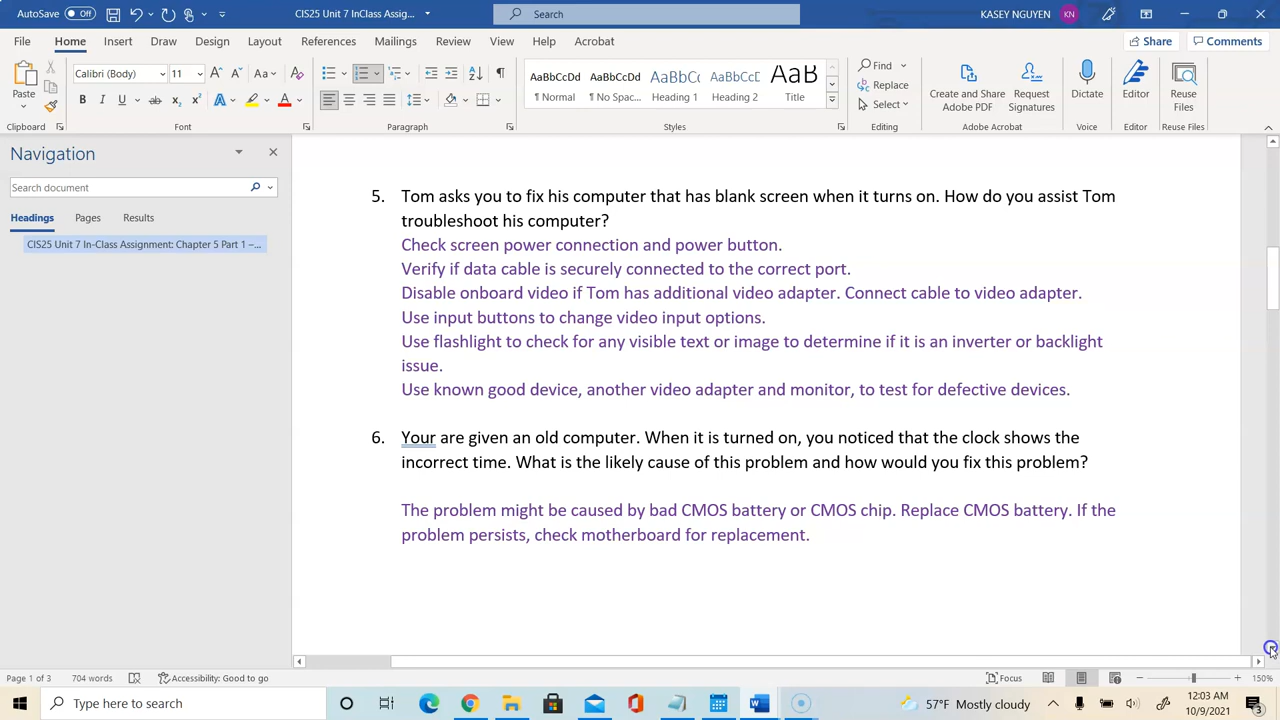 AutoSave Off CIS25 Unit 7 InClass Assig... Search KASEY NGUYEN KN
File Home Insert Draw Design Layout References Mailings Review View Help Acrobat Share Comments
Paste Calibri (Body) 11 A A Aa A
B I U ab x₂ x² A A
AaBbCcDd AaBbCcDd AaBbCc AaBbCcD AaB
¶ Normal ¶ No Spac... Heading 1 Heading 2 Title
Find
Replace
Select
Create and Share Adobe PDF
Request Signatures
Dictate
Editor
Reuse Files
Clipboard Font Paragraph Styles Editing Adobe Acrobat Voice Editor Reuse Files
Navigation
Search document
Headings Pages Results
CIS25 Unit 7 In-Class Assignment: Chapter 5 Part 1 –...
5. Tom asks you to fix his computer that has blank screen when it turns on. How do you assist Tom
troubleshoot his computer?
Check screen power connection and power button.
Verify if data cable is securely connected to the correct port.
Disable onboard video if Tom has additional video adapter. Connect cable to video adapter.
Use input buttons to change video input options.
Use flashlight to check for any visible text or image to determine if it is an inverter or backlight
issue.
Use known good device, another video adapter and monitor, to test for defective devices.
6. Your are given an old computer. When it is turned on, you noticed that the clock shows the
incorrect time. What is the likely cause of this problem and how would you fix this problem?
The problem might be caused by bad CMOS battery or CMOS chip. Replace CMOS battery. If the
problem persists, check motherboard for replacement.
Page 1 of 3 704 words Accessibility: Good to go Focus 150%
Type here to search 57°F Mostly cloudy 12:03 AM
10/9/2021 3